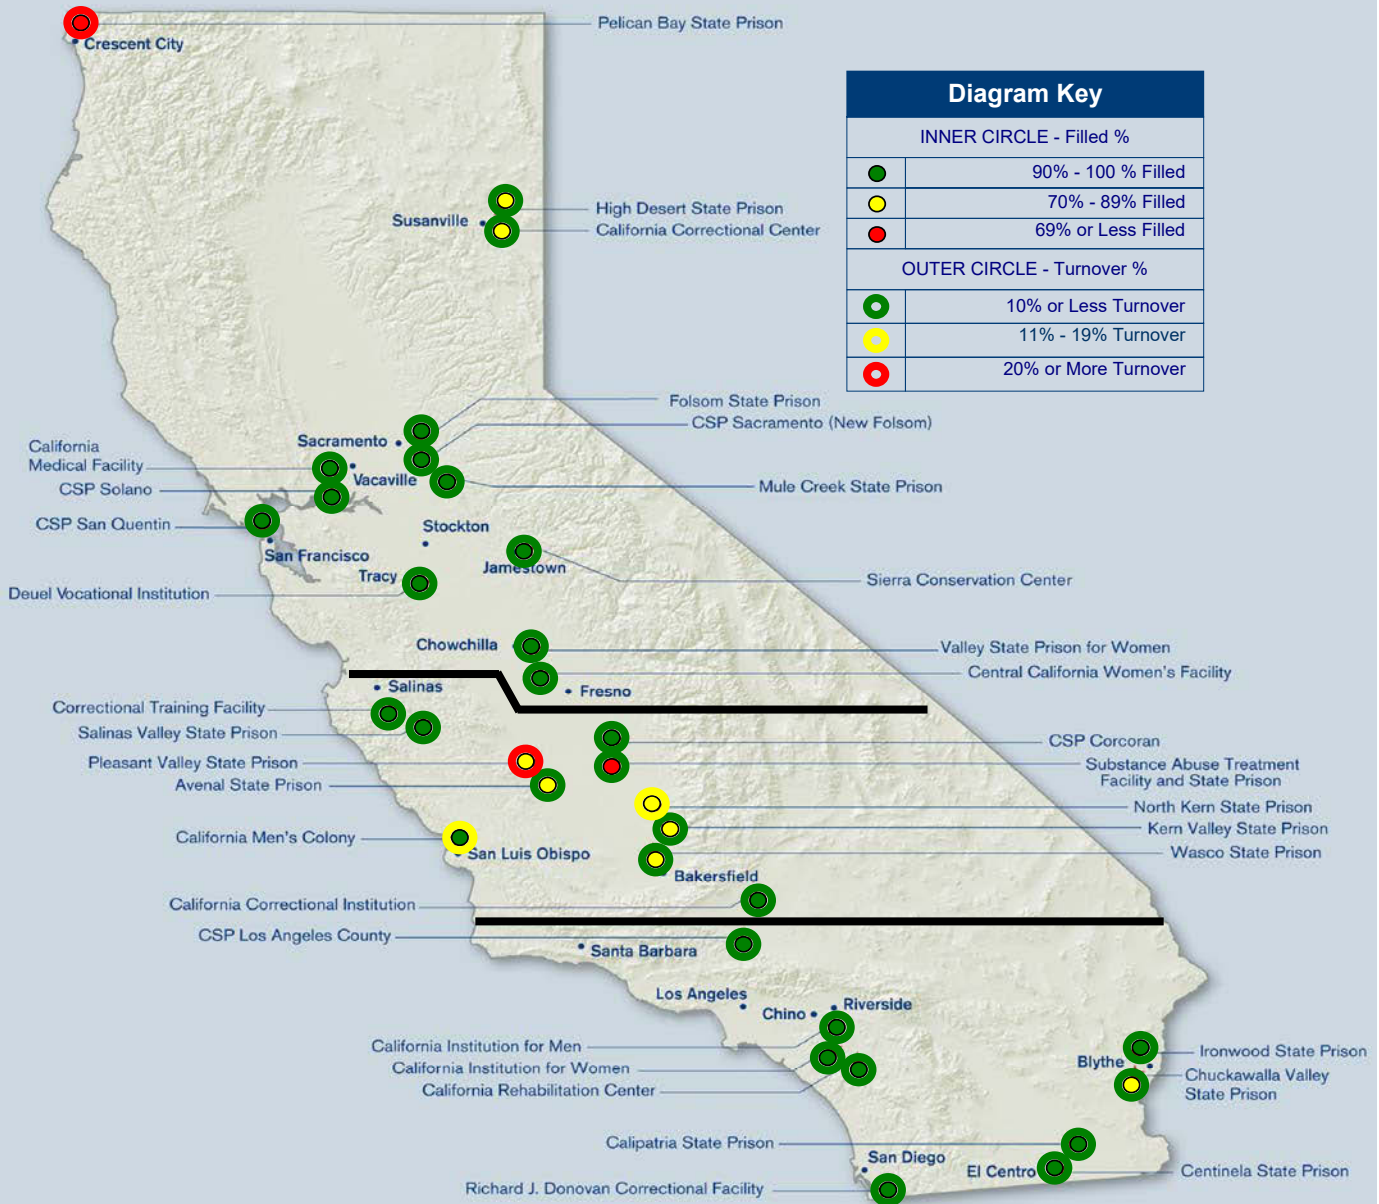 Pelican Bay State Prison
Crescent City
Diagram Key
INNER CIRCLE - Filled %
90% - 100 % Filled
70% - 89% Filled
69% or Less Filled
OUTER CIRCLE - Turnover %
10% or Less Turnover
11% - 19% Turnover
20% or More Turnover
High Desert State Prison
Susanville
California Correctional Center
Folsom State Prison
CSP Sacramento (New Folsom)
Sacramento
California
Medical Facility
Vacaville
CSP Solano
Mule Creek State Prison
CSP San Quentin
Stockton
San Francisco
Jamestown
Tracy
Sierra Conservation Center
Deuel Vocational Institution
Chowchilla
Valley State Prison for Women
Central California Women's Facility
Salinas
Fresno
Correctional Training Facility
Salinas Valley State Prison
CSP Corcoran
Pleasant Valley State Prison
Substance Abuse Treatment
Facility and State Prison
Avenal State Prison
North Kern State Prison
Kern Valley State Prison
California Men's Colony
San Luis Obispo
Wasco State Prison
Bakersfield
California Correctional Institution
CSP Los Angeles County
Santa Barbara
Los Angeles
Riverside
Chino
California Institution for Men
California Institution for Women
California Rehabilitation Center
Ironwood State Prison
Blythe
Chuckawalla Valley
State Prison
Calipatria State Prison
San Diego
El Centro
Centinela State Prison
Richard J. Donovan Correctional Facility